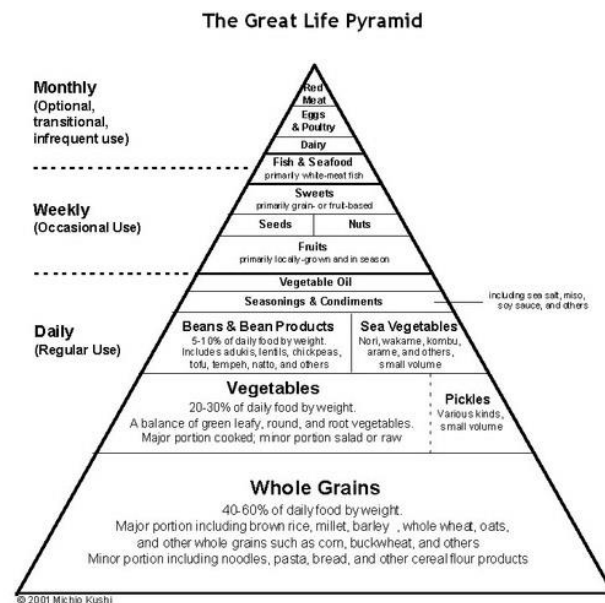 The Great Life Pyramid
Monthly
(Optional,
transitional,
infrequent use)
Red
Meat
Eggs
& Poultry
Dairy
Fish & Seafood
primarily white-meat fish
Weekly
(Occasional Use)
Sweets
primarily grain- or fruit-based
Seeds
Nuts
Fruits
primarily locally-grown and in season
Daily
(Regular Use)
Vegetable Oil
Seasonings & Condiments
including sea salt, miso,
soy sauce, and others
Beans & Bean Products
5-10% of daily food by weight.
Includes adukis, lentils, chickpeas,
tofu, tempeh, natto, and others
Sea Vegetables
Nori, wakame, kombu,
arame, and others,
small volume
Vegetables
20-30% of daily food by weight.
A balance of green leafy, round, and root vegetables.
Major portion cooked; minor portion salad or raw
Pickles
Various kinds,
small volume
Whole Grains
40-60% of daily food by weight.
Major portion including brown rice, millet, barley , whole wheat, oats,
and other whole grains such as corn, buckwheat, and others
Minor portion including noodles, pasta, bread, and other cereal flour products
© 2001 Michio Kushi